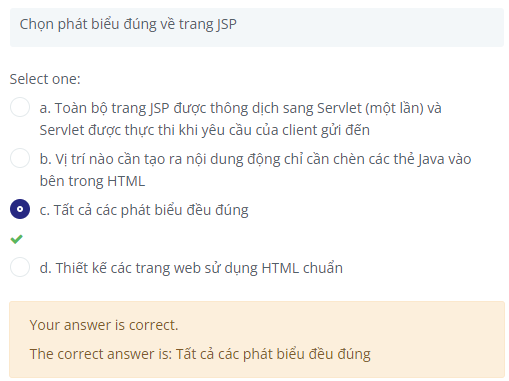 Chọn phát biểu đúng về trang JSP
Select one:
a. Toàn bộ trang JSP được thông dịch sang Servlet (một lần) và
Servlet được thực thi khi yêu cầu của client gửi đến
b. Vị trí nào cần tạo ra nội dung động chỉ cần chèn các thẻ Java vào
bên trong HTML
c. Tất cả các phát biểu đều đúng
d. Thiết kế các trang web sử dụng HTML chuẩn
Your answer is correct.
The correct answer is: Tất cả các phát biểu đều đúng